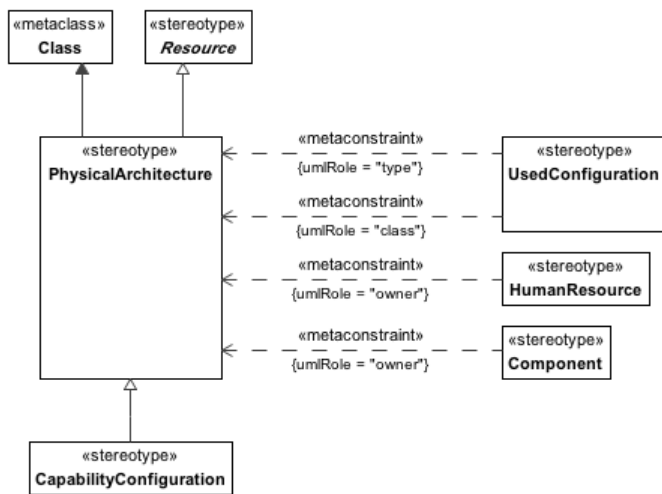 «metaclass»
Class
«stereotype»
Resource
«stereotype»
PhysicalArchitecture
«metaconstraint»
{umlRole = "type"}
«metaconstraint»
{umlRole = "class"}
«metaconstraint»
{umlRole = "owner"}
«metaconstraint»
{umlRole = "owner"}
«stereotype»
UsedConfiguration
«stereotype»
HumanResource
«stereotype»
Component
«stereotype»
CapabilityConfiguration